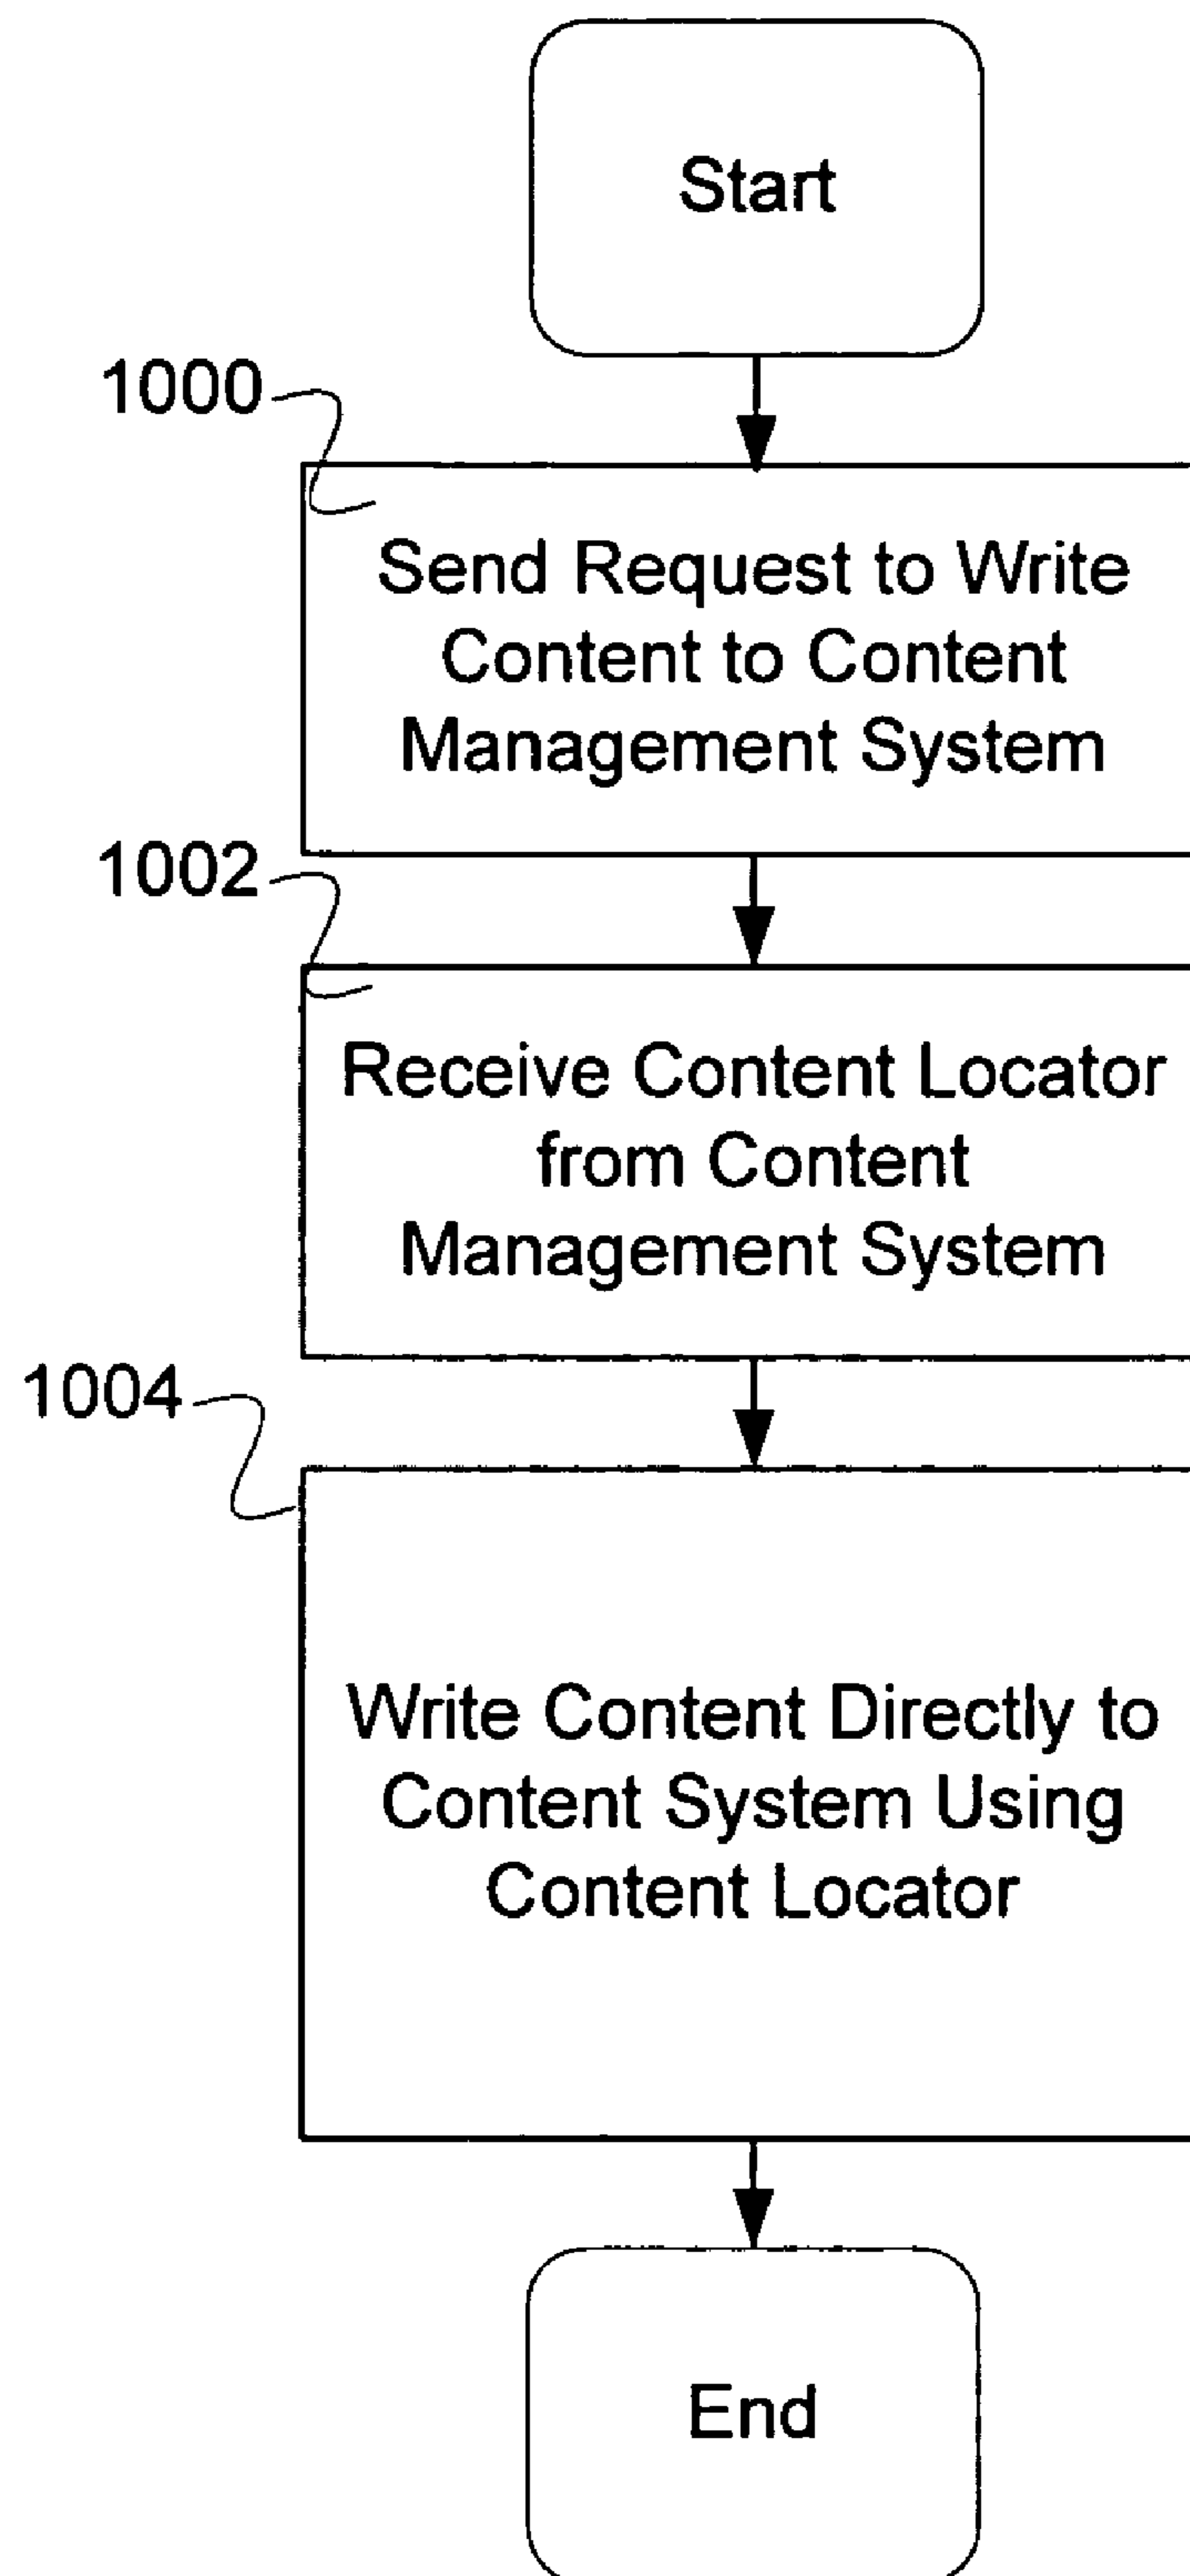 Start
1000
Send Request to Write
Content to Content
Management System
1002
Receive Content Locator
from Content
Management System
1004
Write Content Directly to
Content System Using
Content Locator
End